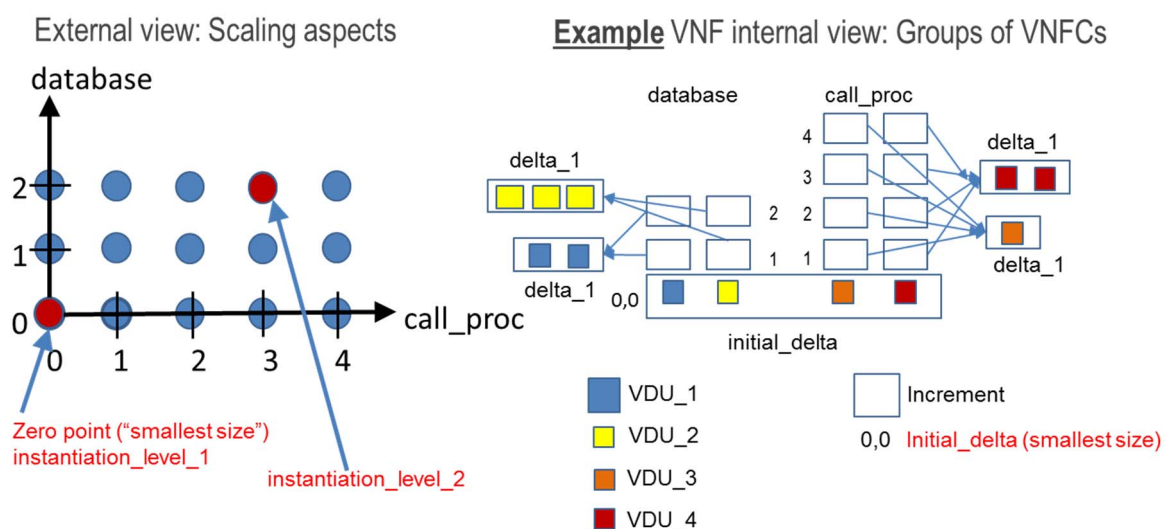 External view: Scaling aspects
database
2
1
0
0 1 2 3 4
call_proc
Zero point (“smallest size”)
instantiation_level_1
instantiation_level_2
Example VNF internal view: Groups of VNFCs
database
call_proc
delta_1
delta_1
2
1
4
3
2
1
delta_1
delta_1
0,0
initial_delta
VDU_1
VDU_2
VDU_3
VDU_4
Increment
0,0 Initial_delta (smallest size)